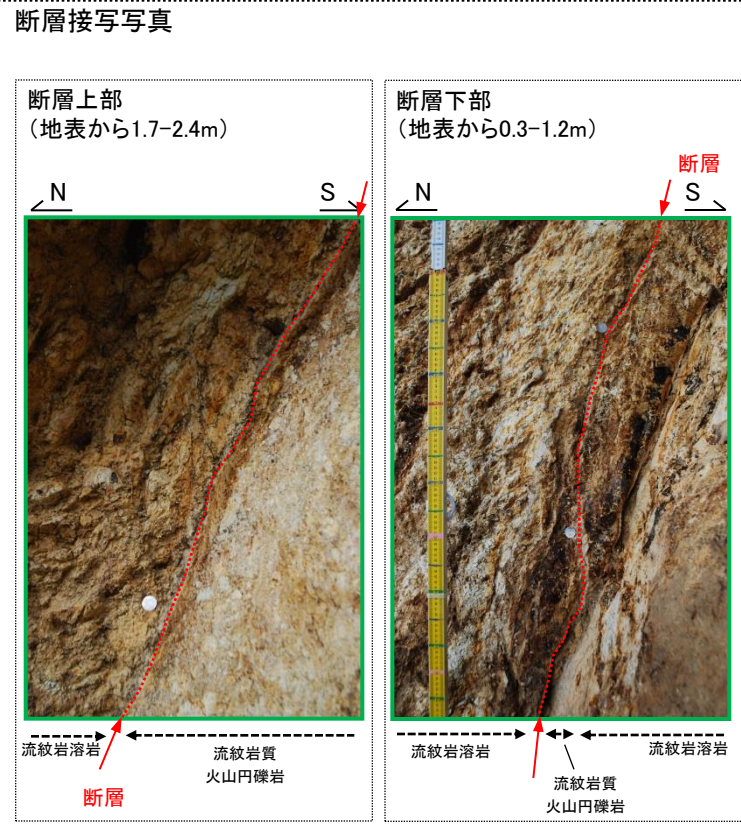 断層接写写真
断層上部
（地表から1.7-2.4m）
N
S
流紋岩溶岩
流紋岩質
火山円礫岩
断層
断層下部
（地表から0.3-1.2m）
断層
N
S
流紋岩溶岩
流紋岩質
火山円礫岩
流紋岩溶岩